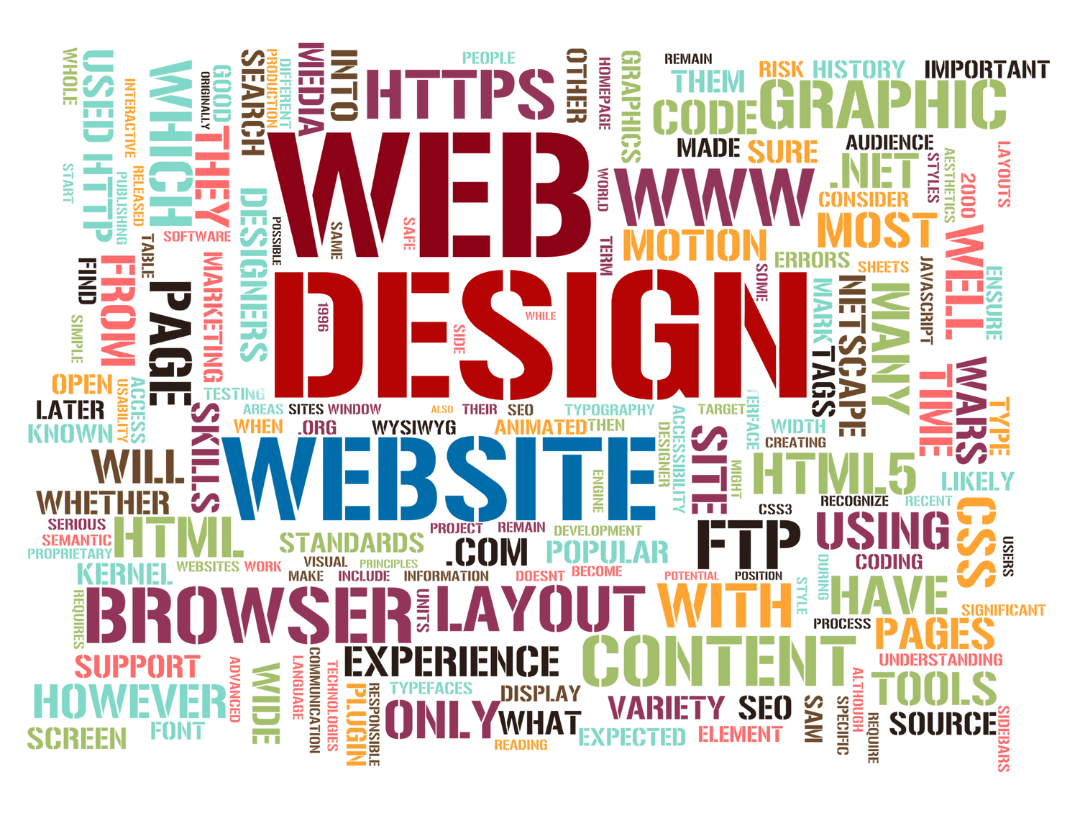 PEOPLE
REMAIN
HTTPS
THEM
RISK
HISTORY
IMPORTANT
WHOLE
USED HTTP
INTERACTIVE
WHICH
ORIGINALLY
GOOD
THEY
SEARCH
PRODUCTION
DIFFERENT
MEDIA
INTO
OTHER
HOMEPAGE
GRAPHICS
CODE
GRAPHIC
MADE
SURE
AUDIENCE
.NET
STYLES
AESTHETICS
LAYOUTS
WEB
WORLD
WWW
CONSIDER
2000
START
PUBLISHING
RELEASED
SOFTWARE
DESIGNERS
POSSIBLE
SAME
SAFE
TERM
MOTION
MOST
WELL
ERRORS
SHEETS
JAVASCRIPT
ENSURE
FIND
FROM
TABLE
PAGE
MARKETING
DESIGN
1996
SIDE
WHILE
SOME
MARK
NETSCAPE
MANY
SIMPLE
TAGS
TIME
WARS
TYPE
OPEN
USABILITY
ACCESS
TESTING
LATER
KNOWN
SKILLS
AREAS
SITES
WINDOW
ALSO
THEIR
SEO
TYPOGRAPHY
TARGET
WHEN
.ORG
WYSIWYG
ANIMATED
THEN
DESIGNER
ACCESSIBILITY
SITE
TERFACE
WIDTH
CREATING
WEBSITE
ENGINE
MIGHT
HTML5
LIKELY
WILL
WHETHER
RECOGNIZE
RECENT
CSS3
CSS
USERS
SERIOUS
SEMANTIC
PROPRIETARY
HTML
STANDARDS
PROJECT
REMAIN
DEVELOPMENT
.COM
POPULAR
FTP
USING
CODING
KERNEL
WEBSITES
WORK
VISUAL
PRINCIPLES
MAKE
INCLUDE
INFORMATION
DOESNT
BECOME
POTENTIAL
POSITION
DURING
STYLE
HAVE
SIGNIFICANT
REQUIRES
BROWSER
UNITS
LAYOUT
WITH
PROCESS
PAGES
SUPPORT
EXPERIENCE
CONTENT
UNDERSTANDING
HOWEVER
ADVANCED
WIDE
LANGUAGE
COMMUNICATION
TECHNOLOGIES
PLUGIN
RESPONSIBLE
TYPEFACES
DISPLAY
ONLY
WHAT
VARIETY
SEO
SAM
SPECIFIC
ALTHOUGH
REQUIRE
TOOLS
SOURCE
SIDEBARS
SCREEN
FONT
READING
EXPECTED
ELEMENT